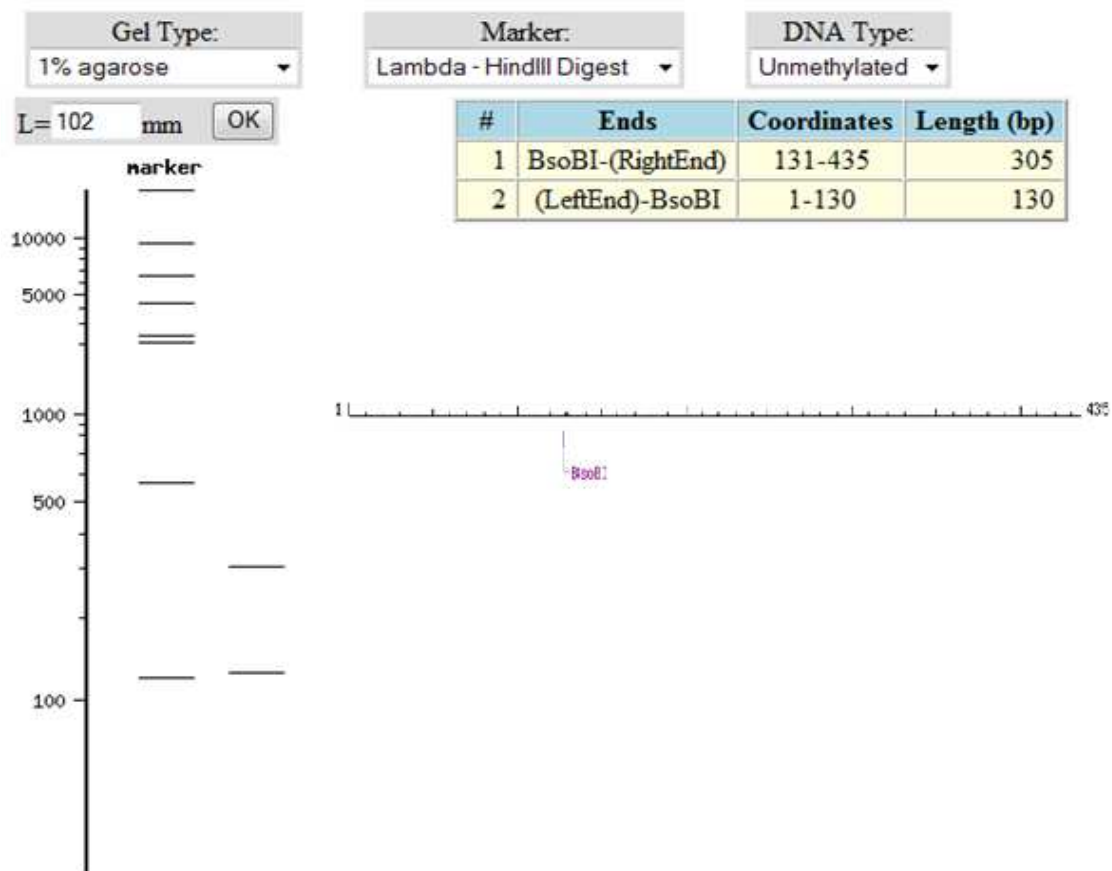 Gel Type: Marker: DNA Type:
1% agarose Lambda - HindIII Digest Unmethylated
L= 102 mm OK
# Ends Coordinates Length (bp)
1 BsoBI-(RightEnd) 131-435 305
2 (LeftEnd)-BsoBI 1-130 130
marker
10000
5000
1000
1 435
BsoBI
500
100